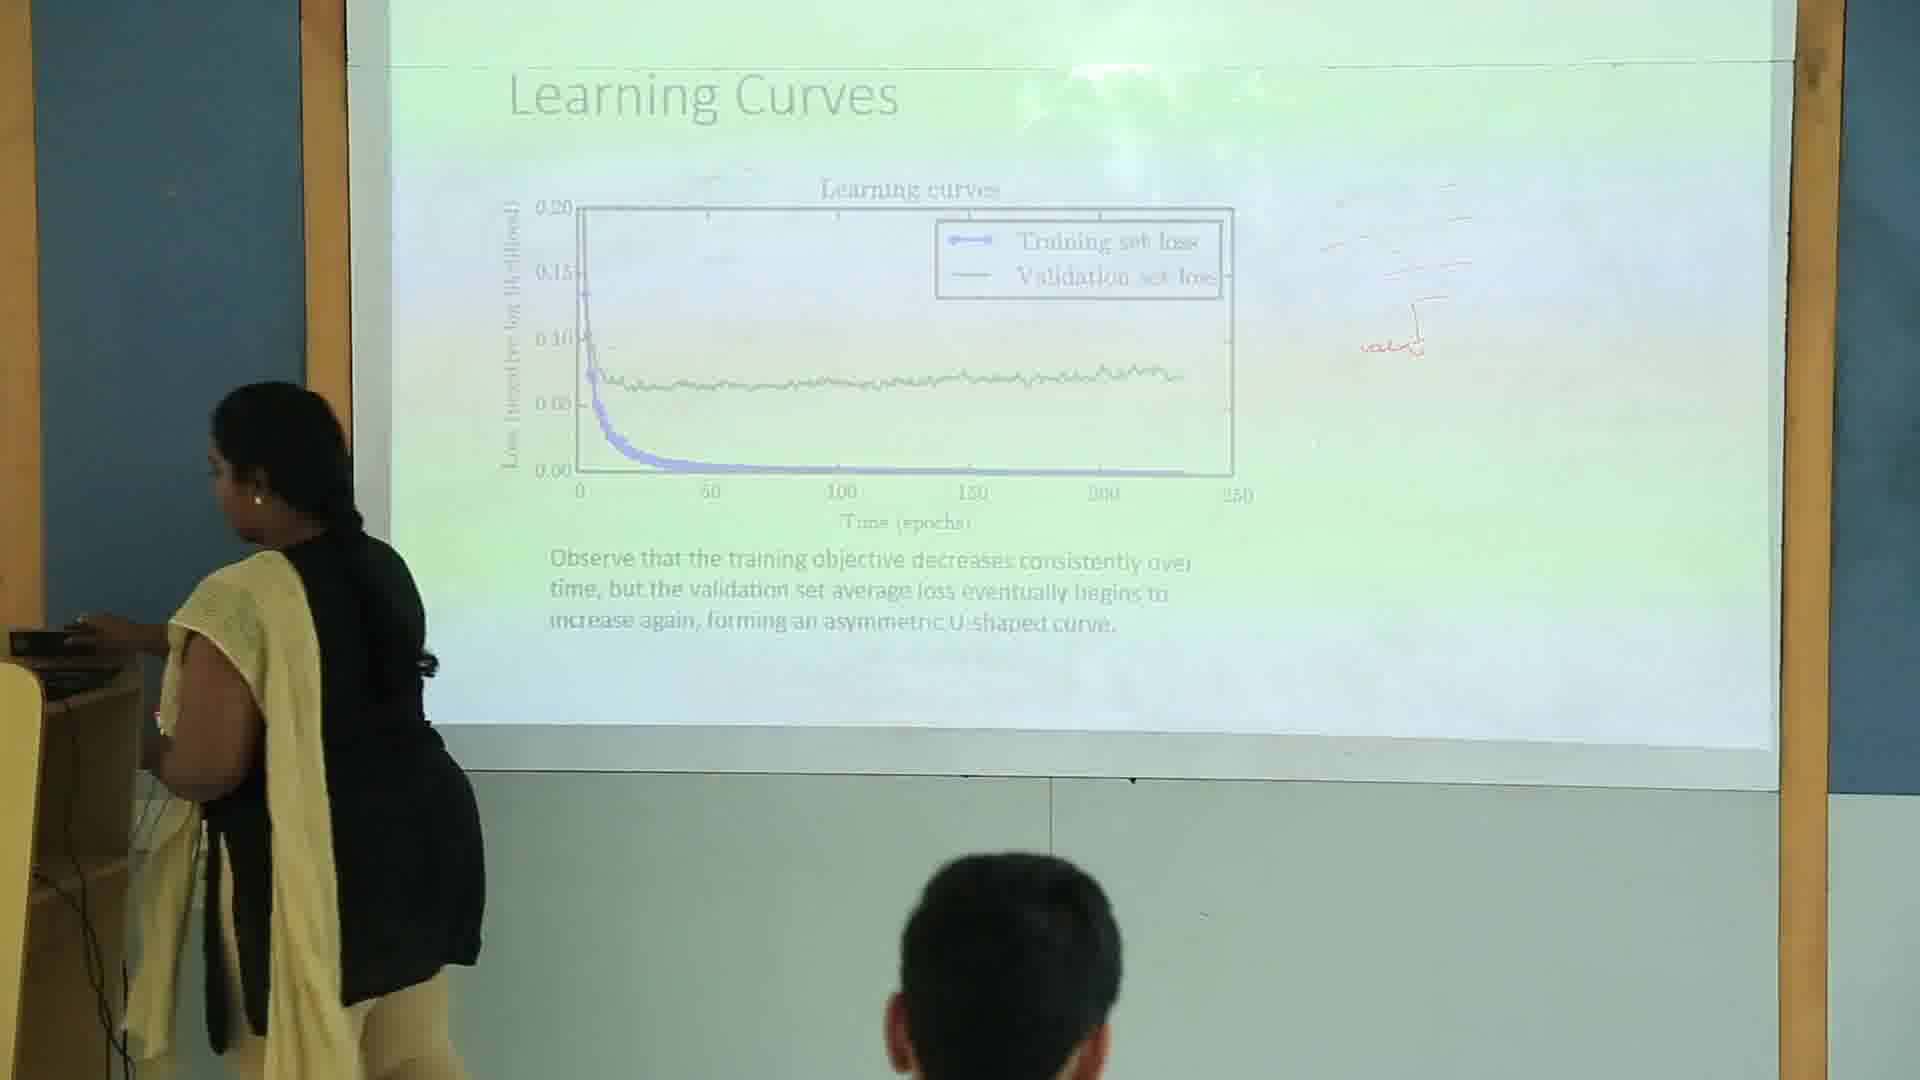 Learning Curves
Learning curves
Loss (negative log likelihood)
0.20
0.15
0.10
0.05
0.00
Training set loss
Validation set loss
0 50 100 150 200 250
Time (epochs)
Observe that the training objective decreases consistently over
time, but the validation set average loss eventually begins to
increase again, forming an asymmetric U-shaped curve.